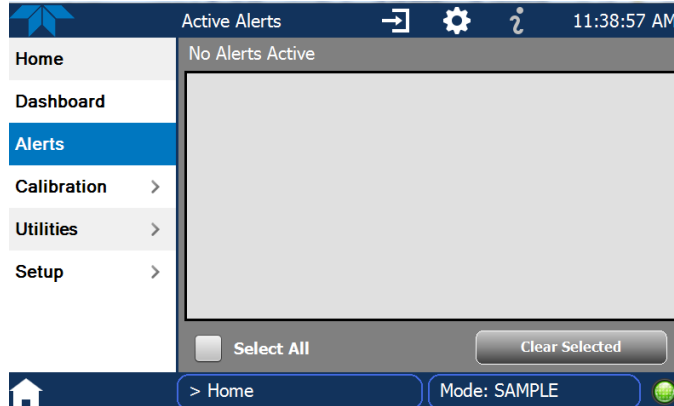 Active Alerts
11:38:57 AM
Home
No Alerts Active
Dashboard
Alerts
Calibration >
Utilities >
Setup >
Select All
Clear Selected
> Home
Mode: SAMPLE